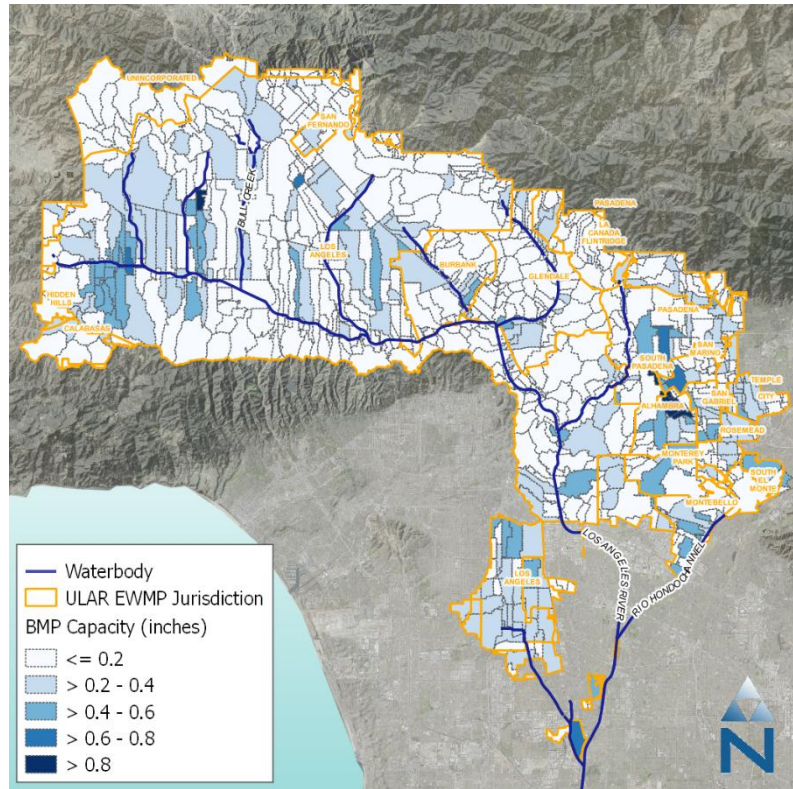 UNINCORPORATED
SAN
FERNANDO
BULL CREEK
LOS
ANGELES
BURBANK
GLENDALE
PASADENA
LA
CANADA
FLINTRIDGE
HIDDEN
HILLS
CALABASAS
PASADENA
SOUTH
PASADENA
SAN
MARINO
TEMPLE
CITY
SAN
GABRIEL
ALHAMBRA
ROSEMEAD
MONTEREY
PARK
SOUTH
EL MONTE
MONTEBELLO
LOS ANGELES RIVER
RIO HONDO CHANNEL
LOS
ANGELES
Waterbody
ULAR EWMP Jurisdiction
BMP Capacity (inches)
<= 0.2
> 0.2 - 0.4
> 0.4 - 0.6
> 0.6 - 0.8
> 0.8
N